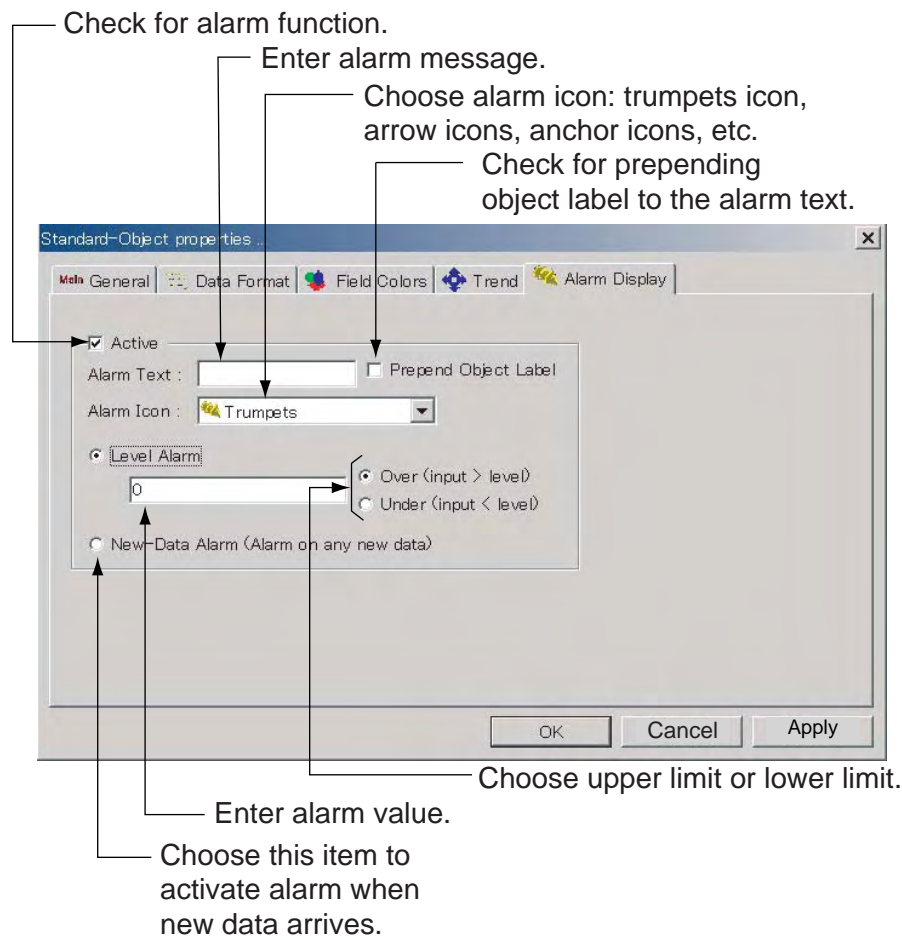 Check for alarm function.
Enter alarm message.
Choose alarm icon: trumpets icon,
arrow icons, anchor icons, etc.
Check for prepending
object label to the alarm text.
Standard-Object properties ..
Main General Data Format Field Colors Trend Alarm Display
Active
Alarm Text :
Prepend Object Label
Alarm Icon : Trumpets
Level Alarm
0
Over (input > level)
Under (input < level)
New-Data Alarm (Alarm on any new data)
OK Cancel Apply
Choose upper limit or lower limit.
Enter alarm value.
Choose this item to
activate alarm when
new data arrives.